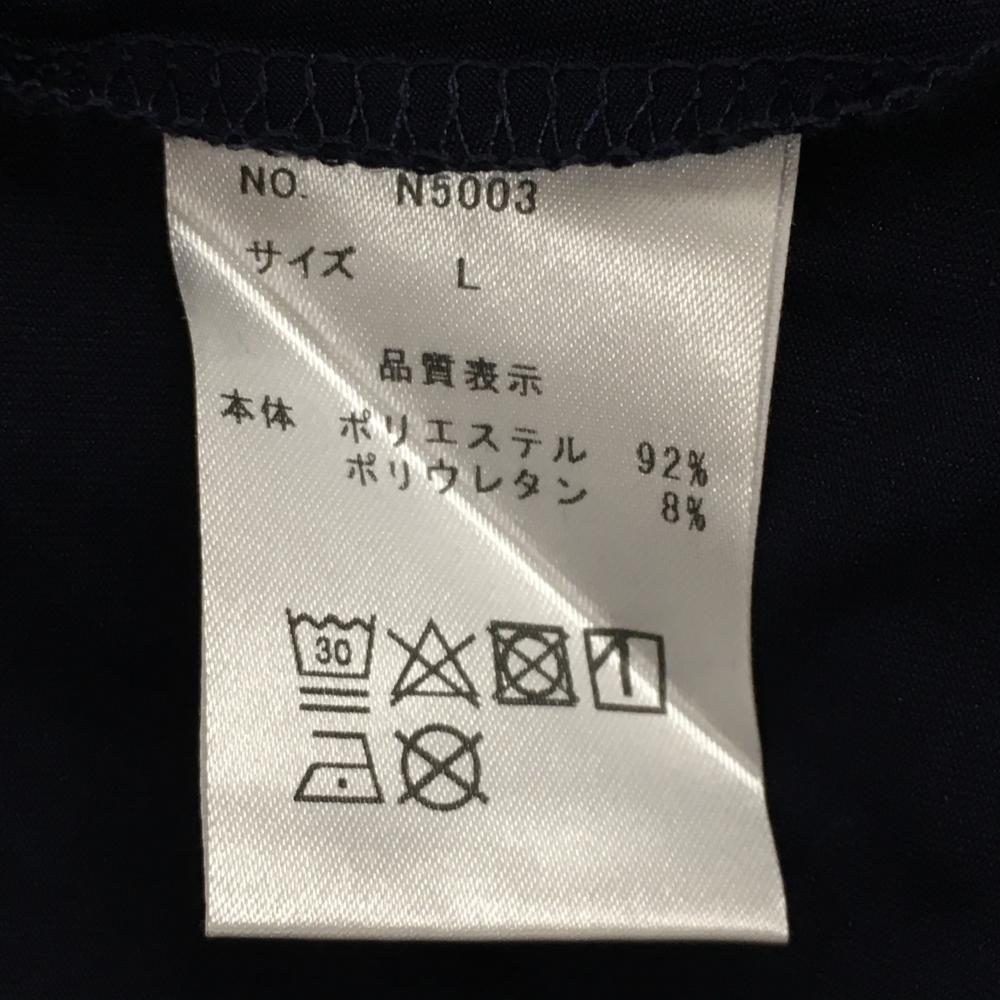 NO. N5003
サイズ L
品質表示
本体 ポリエステル 92%
ポリウレタン 8%
30